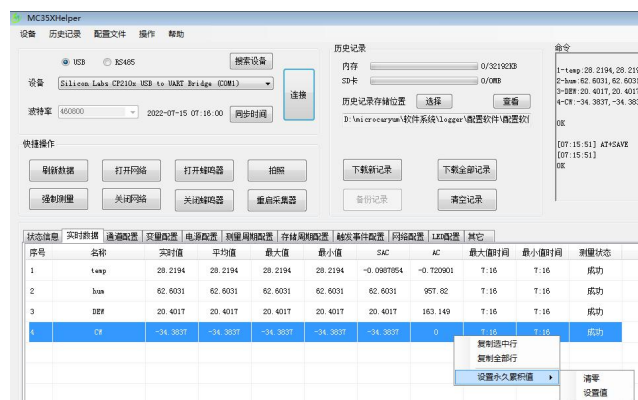 MC35XHelper
设备 历史记录 配置文件 操作 帮助
USB RS485 搜索设备
设备 Silicon Labs CP210x USB to UART Bridge (COM1) 连接
波特率 460800 2022-07-15 07:16:00 同步时间
历史记录
内存 0/32192KB
SD卡 0/0MB
历史记录存储位置 选择 查看
D:\microcaryum\软件系统\logger\配置软件\配置软
命令
1-temp:28.2194,28.21
2-hum:62.6031,62.603
3-DEW:20.4017,20.401
4-CW:-34.3837,-34.38
OK
[07:15:51] AT+SAVE
[07:15:51]
OK
快捷操作
刷新数据 打开网络 打开蜂鸣器 拍照 下载新记录 下载全部记录
强制测量 关闭网络 关闭蜂鸣器 重启采集器 备份记录 清空记录
状态信息 实时数据 通道配置 变量配置 电源配置 测量周期配置 存储周期配置 触发事件配置 网络配置 LED配置 其它
序号 名称 实时值 平均值 最大值 最小值 SAC AC 最大值时间 最小值时间 测量状态
1 temp 28.2194 28.2194 28.2194 28.2194 -0.0987854 -0.720901 7:16 7:16 成功
2 hum 62.6031 62.6031 62.6031 62.6031 62.6031 957.82 7:16 7:16 成功
3 DEW 20.4017 20.4017 20.4017 20.4017 20.4017 163.149 7:16 7:16 成功
4 CW -34.3837 -34.3837 -34.3837 -34.3837 -34.3837 0 7:16 7:16 成功
复制选中行
复制全部行
设置永久累积值 清零
设置值